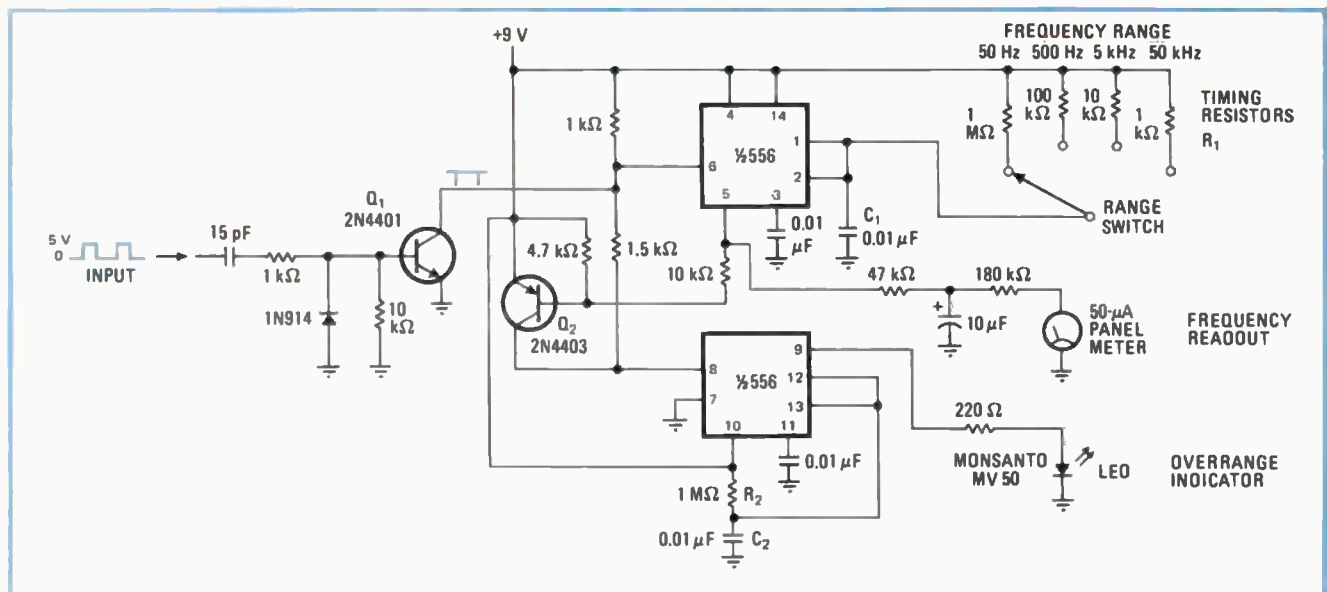 +9 V
FREQUENCY RANGE
50 Hz 500 Hz 5 kHz 50 kHz
1 kΩ
4 14
½556
6
1
2
5 3
1 MΩ
100 kΩ
10 kΩ
1 kΩ
TIMING RESISTORS R1
RANGE SWITCH
Q1
2N4401
5 V
0
INPUT
15 pF
1 kΩ
1N914
10 kΩ
4.7 kΩ
1.5 kΩ
10 kΩ
0.01 μF
C1
0.01 μF
47 kΩ
180 kΩ
+
10 μF
50-μA PANEL METER
FREQUENCY READOUT
Q2
2N4403
8
7
½556
9
12
13
10 11
0.01 μF
1 MΩ R2
0.01 μF C2
220 Ω
MONSANTO MV 50
LEO
OVERRANGE INDICATOR